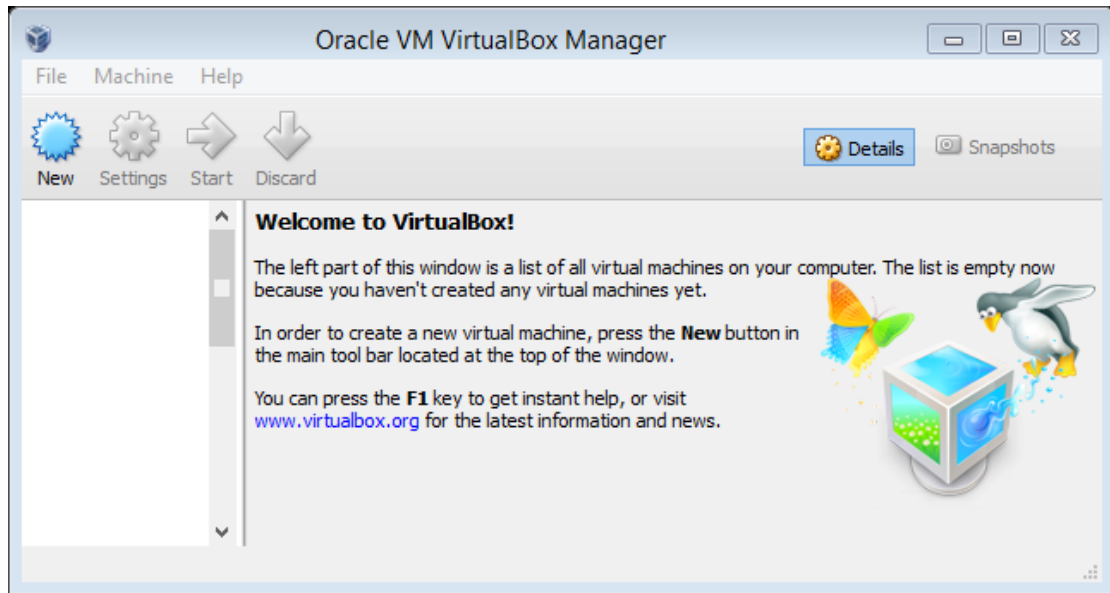 Oracle VM VirtualBox Manager
File Machine Help
New Settings Start Discard
Details Snapshots
Welcome to VirtualBox!
The left part of this window is a list of all virtual machines on your computer. The list is empty now
because you haven't created any virtual machines yet.
In order to create a new virtual machine, press the New button in
the main tool bar located at the top of the window.
You can press the F1 key to get instant help, or visit
www.virtualbox.org for the latest information and news.